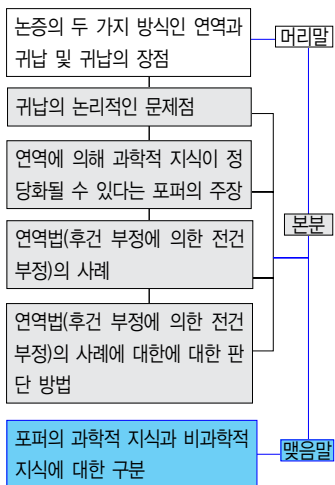 논증의 두 가지 방식인 연역과
귀납 및 귀납의 장점
머리말
귀납의 논리적인 문제점
연역에 의해 과학적 지식이 정
당화될 수 있다는 포퍼의 주장
본분
연역법(후건 부정에 의한 전건
부정)의 사례
연역법(후건 부정에 의한 전건
부정)의 사례에 대한에 대한 판
단 방법
포퍼의 과학적 지식과 비과학적
지식에 대한 구분
맺음말